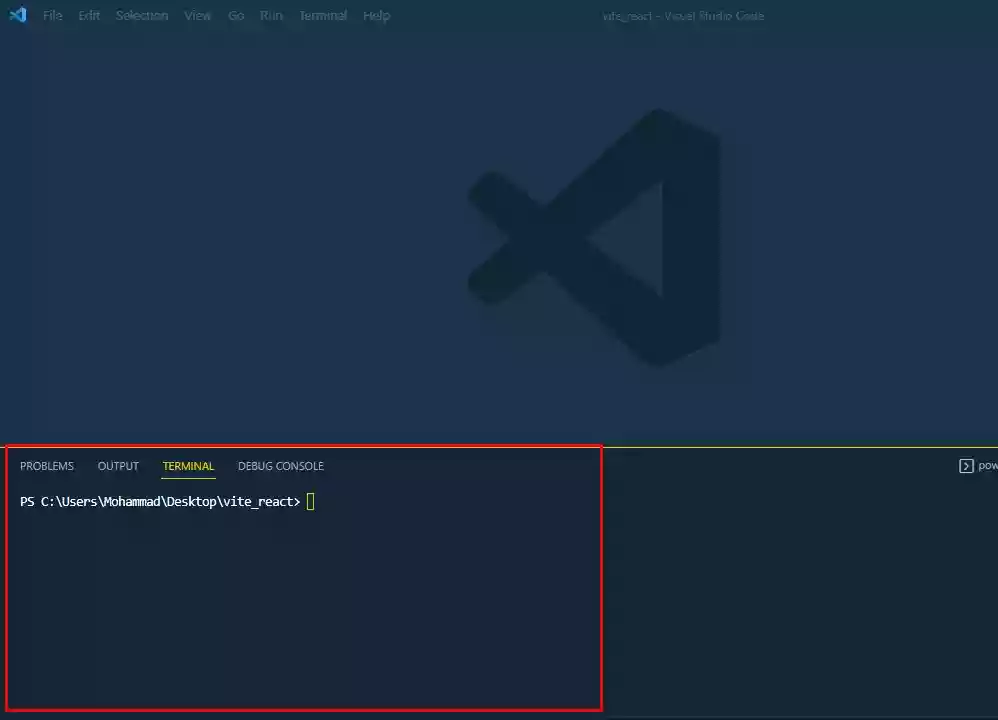 File Edit Selection View Go Run Terminal Help vite_react - Visual Studio Code
PROBLEMS OUTPUT TERMINAL DEBUG CONSOLE pow
PS C:\Users\Mohammad\Desktop\vite_react>